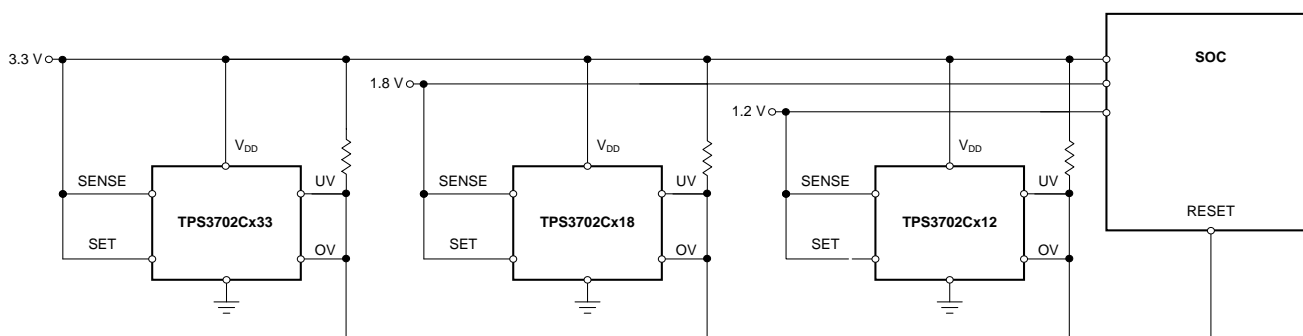 SOC
3.3 V
1.8 V
1.2 V
VDD
VDD
VDD
SENSE
UV
SENSE
UV
SENSE
UV
RESET
TPS3702Cx33
TPS3702Cx18
TPS3702Cx12
SET
OV
SET
OV
SET
OV